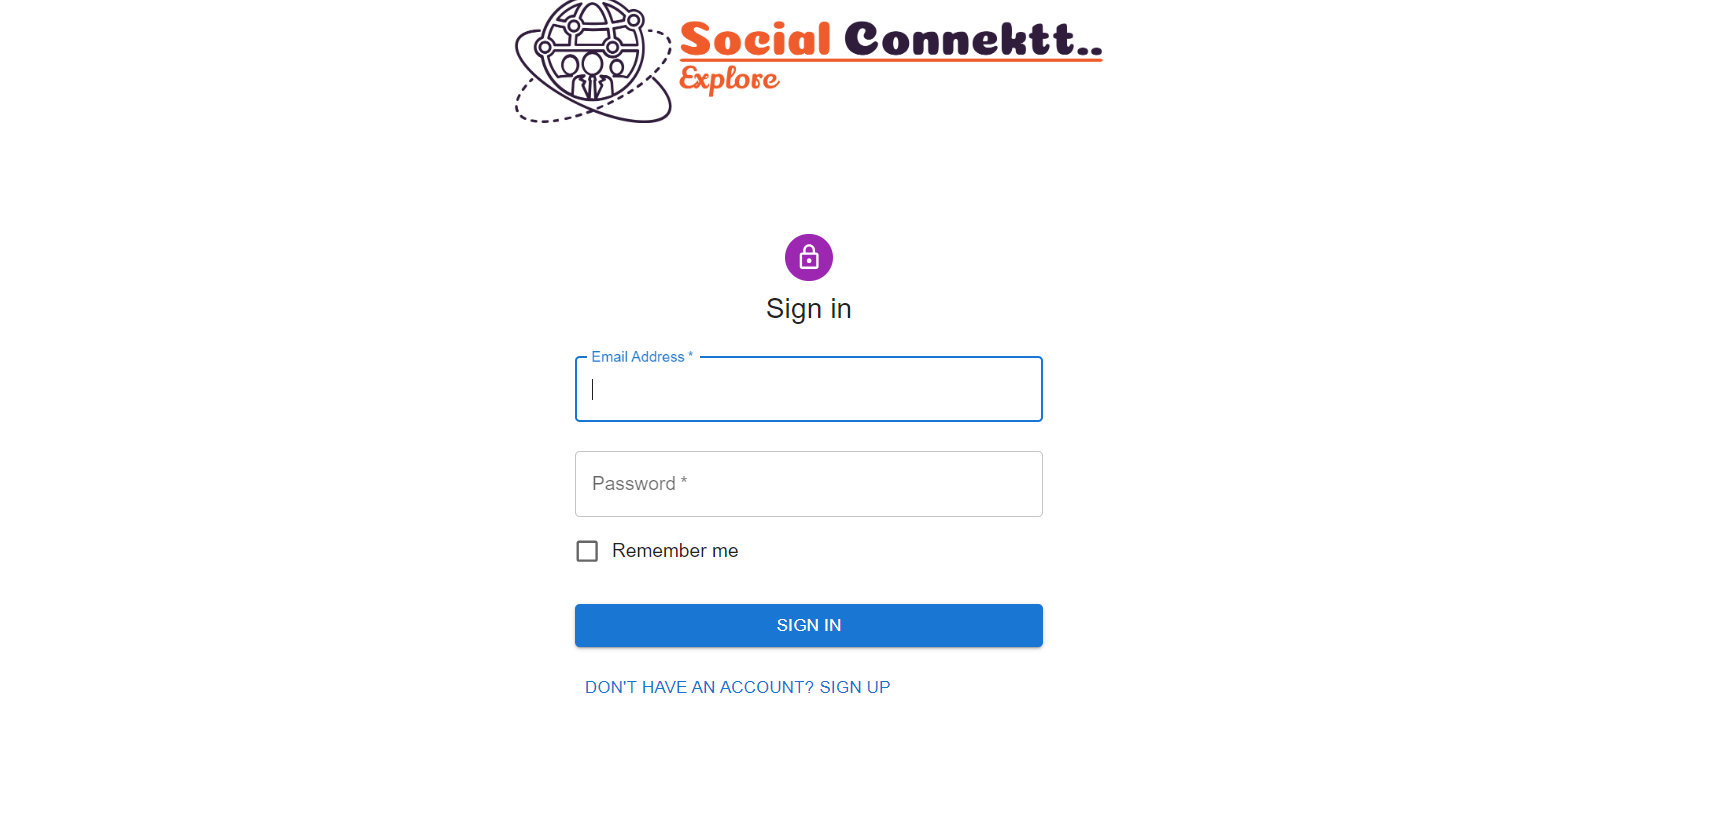 Social Connektt..
Explore
Sign in
Email Address *
Password *
Remember me
SIGN IN
DON'T HAVE AN ACCOUNT? SIGN UP